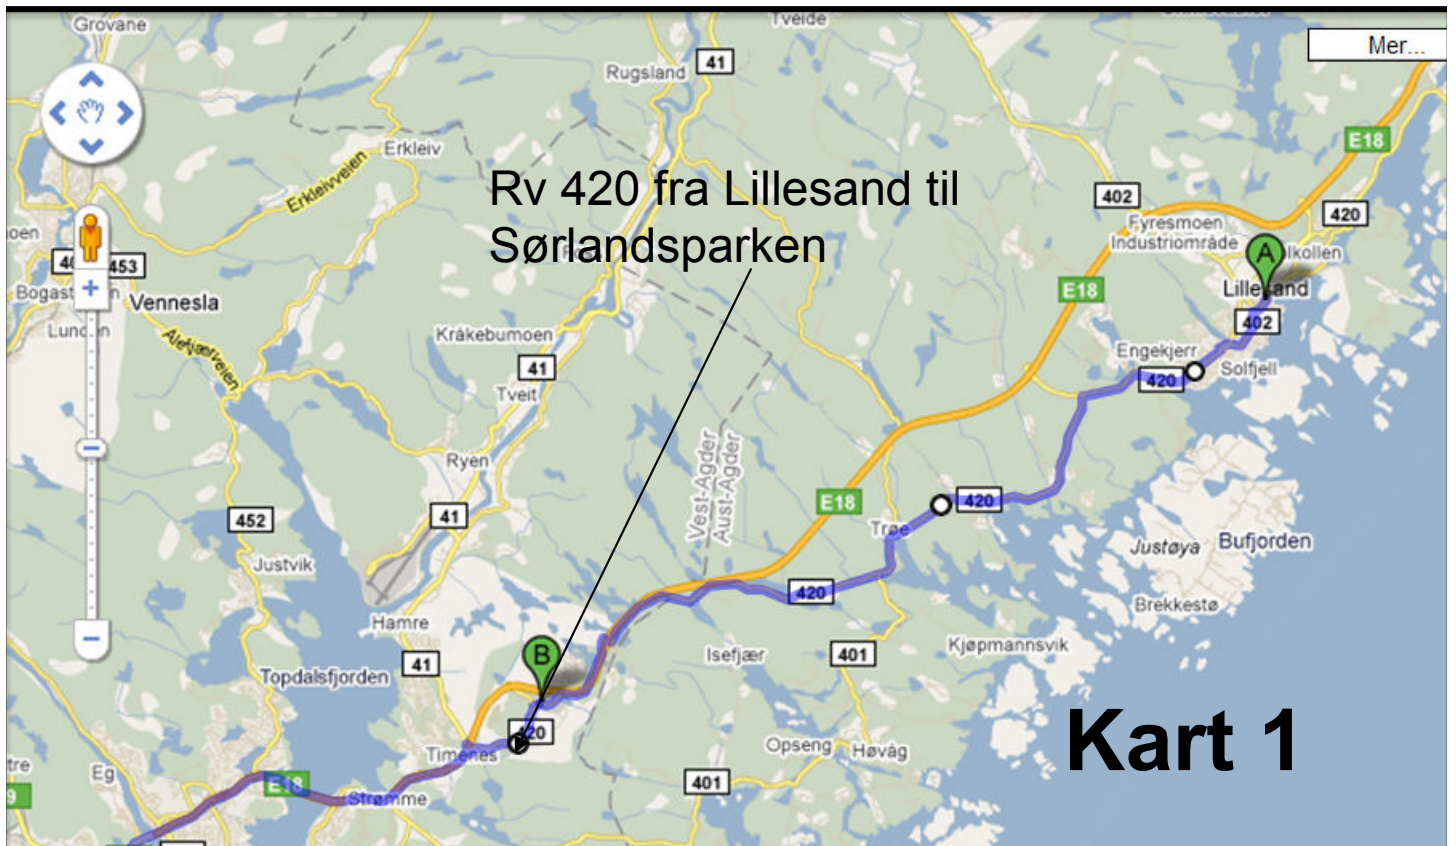 Grovane
Tveide
Mer...
Rugsland
41
E18
E18
Erkleiv
Erkleivveien
Rv 420 fra Lillesand til
Sørlandsparken
402
420
Fyresmoen
Industriområde
A
lkollen
453
Vennesla
E18
Lillesand
402
Kråkebumoen
Alefjærveien
41
Engekjerr
420
Solfjell
Tveit
Ryen
Vest-Agder
Aust-Agder
E18
420
452
41
Trøe
Justøya
Bufjorden
Justvik
420
Brekkestø
Hamre
B
Isefjær
401
Kjøpmannsvik
41
Topdalsfjorden
Kart 1
420
Timenes
Opseng
Høvåg
Eg
E18
401
Strømme